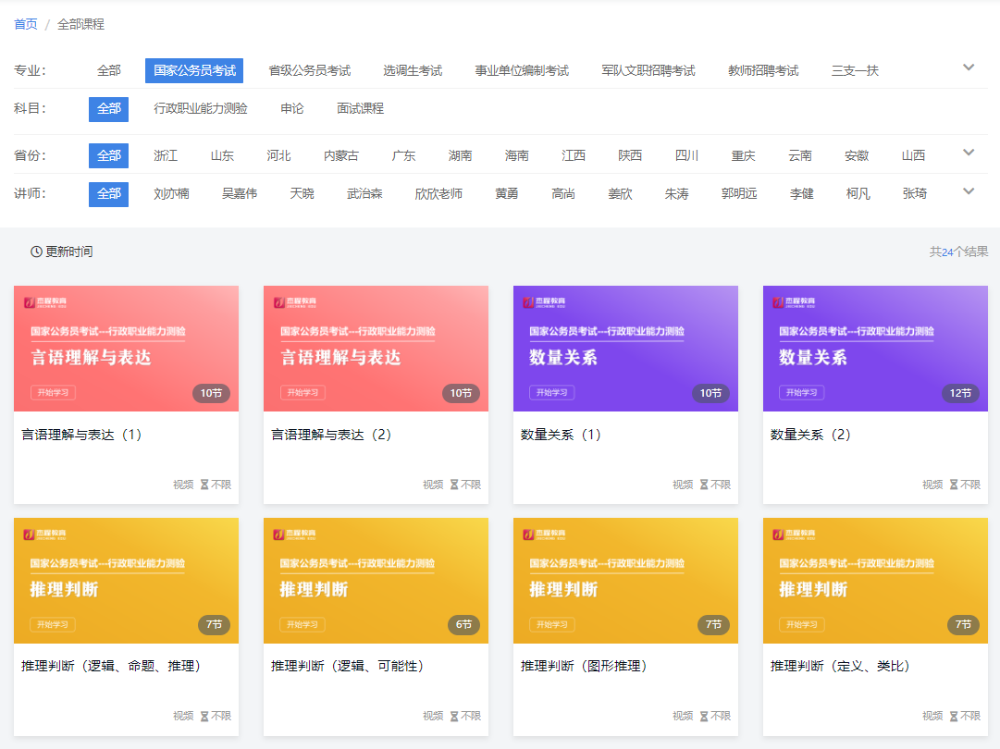 首页 / 全部课程
专业： 全部 国家公务员考试 省级公务员考试 选调生考试 事业单位编制考试 军队文职招聘考试 教师招聘考试 三支一扶
科目： 全部 行政职业能力测验 申论 面试课程
省份： 全部 浙江 山东 河北 内蒙古 广东 湖南 海南 江西 陕西 四川 重庆 云南 安徽 山西
讲师： 全部 刘亦楠 吴嘉伟 天晓 武治森 欣欣老师 黄勇 高尚 姜欣 朱涛 郭明远 李健 柯凡 张琦
更新时间 共24个结果
国家公务员考试---行政职业能力测验
言语理解与表达
开始学习 10节
言语理解与表达（1）
视频 不限
国家公务员考试---行政职业能力测验
言语理解与表达
开始学习 10节
言语理解与表达（2）
视频 不限
国家公务员考试---行政职业能力测验
数量关系
开始学习 10节
数量关系（1）
视频 不限
国家公务员考试---行政职业能力测验
数量关系
开始学习 12节
数量关系（2）
视频 不限
国家公务员考试---行政职业能力测验
推理判断
开始学习 7节
推理判断（逻辑、命题、推理）
视频 不限
国家公务员考试---行政职业能力测验
推理判断
开始学习 6节
推理判断（逻辑、可能性）
视频 不限
国家公务员考试---行政职业能力测验
推理判断
开始学习 7节
推理判断（图形推理）
视频 不限
国家公务员考试---行政职业能力测验
推理判断
开始学习 7节
推理判断（定义、类比）
视频 不限